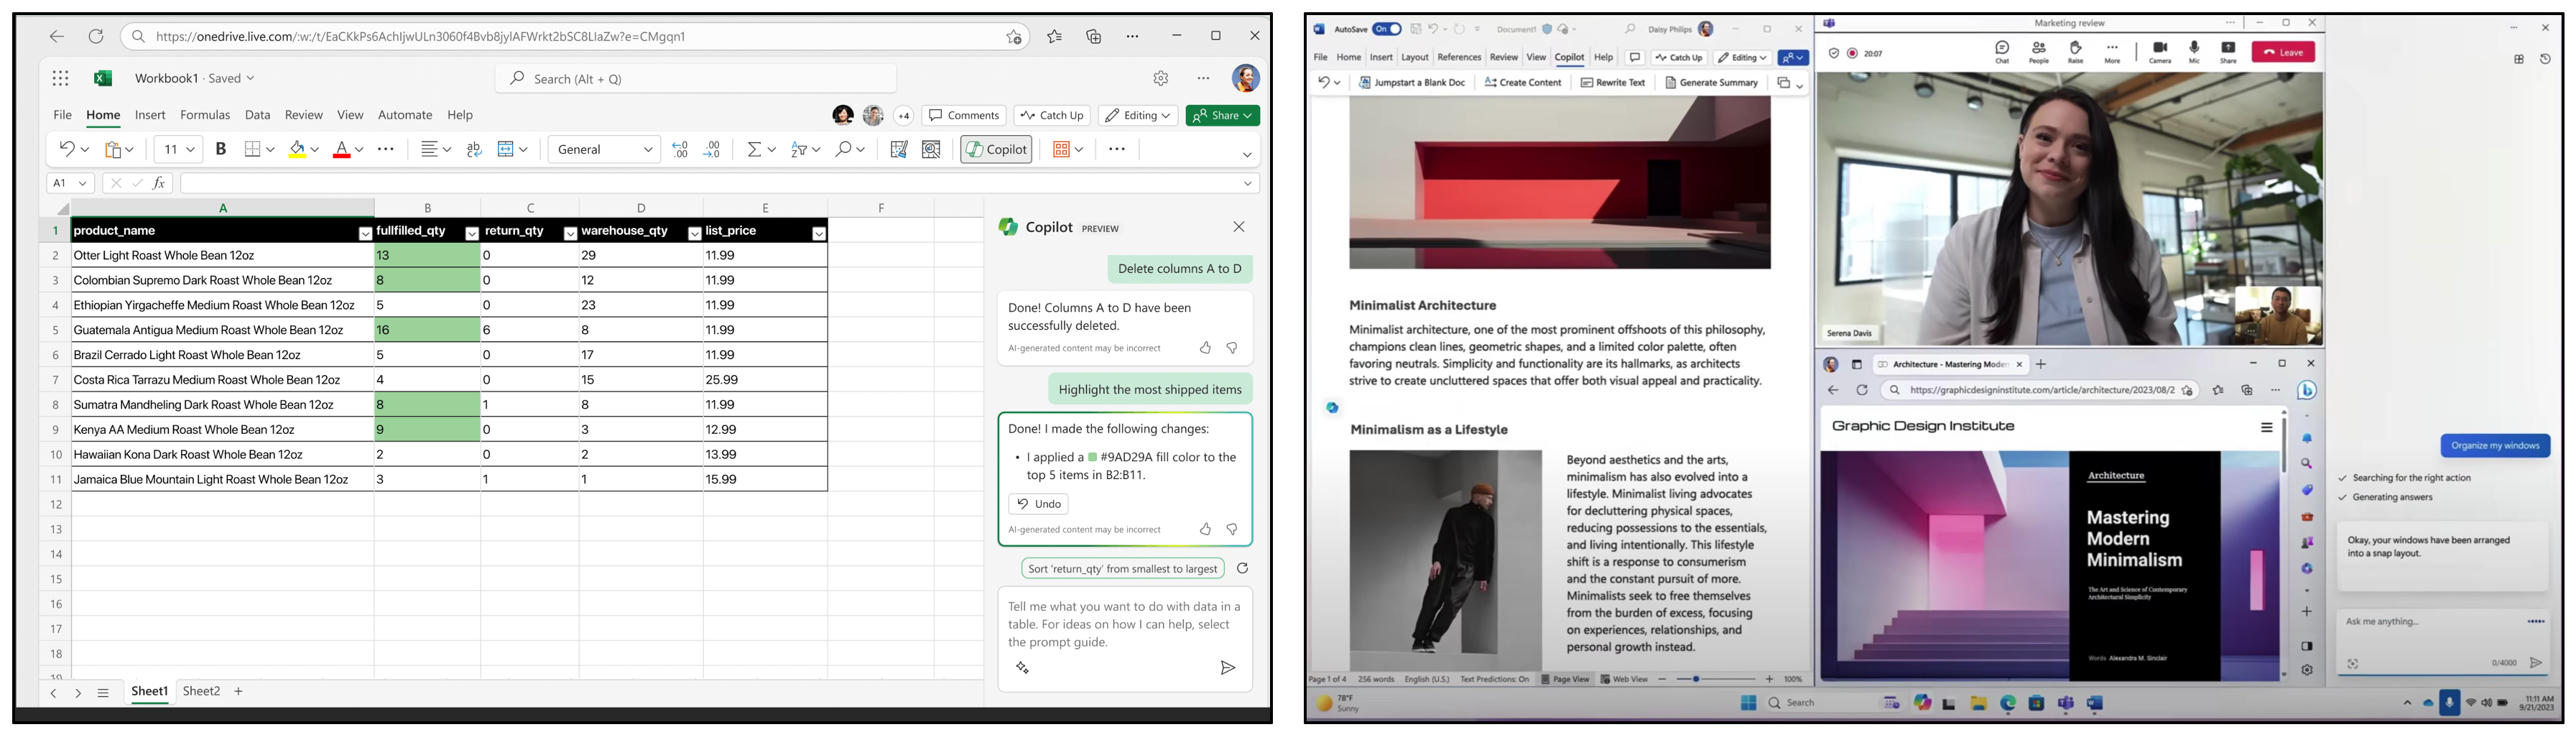 https://onedrive.live.com/:w:/t/EaCKkPs6AchljwULn3060f4Bvb8jylAFWrkt2bSC8LlaZw?e=CMgqn1
Workbook1 · Saved
Search (Alt + Q)
File Home Insert Formulas Data Review View Automate Help
+4 Comments Catch Up Editing Share
11 B A ab General .00 .00 Copilot
A1 fx
A B C D E F
1 product_name fullfilled_qty return_qty warehouse_qty list_price
2 Otter Light Roast Whole Bean 12oz 13 0 29 11.99
3 Colombian Supremo Dark Roast Whole Bean 12oz 8 0 12 11.99
4 Ethiopian Yirgacheffe Medium Roast Whole Bean 12oz 5 0 23 11.99
5 Guatemala Antigua Medium Roast Whole Bean 12oz 16 6 8 11.99
6 Brazil Cerrado Light Roast Whole Bean 12oz 5 0 17 11.99
7 Costa Rica Tarrazu Medium Roast Whole Bean 12oz 4 0 15 25.99
8 Sumatra Mandheling Dark Roast Whole Bean 12oz 8 1 8 11.99
9 Kenya AA Medium Roast Whole Bean 12oz 9 0 3 12.99
10 Hawaiian Kona Dark Roast Whole Bean 12oz 2 0 2 13.99
11 Jamaica Blue Mountain Light Roast Whole Bean 12oz 3 1 1 15.99
12
13
14
15
16
17
18
19
Sheet1 Sheet2 +
Copilot PREVIEW
Delete columns A to D
Done! Columns A to D have been
successfully deleted.
AI-generated content may be incorrect
Highlight the most shipped items
Done! I made the following changes:
• I applied a #9AD29A fill color to the
top 5 items in B2:B11.
Undo
AI-generated content may be incorrect
Sort 'return_qty' from smallest to largest
Tell me what you want to do with data in a
table. For ideas on how I can help, select
the prompt guide.
AutoSave On Document1 Daisy Philips
File Home Insert Layout References Review View Copilot Help Catch Up Editing
Jumpstart a Blank Doc Create Content Rewrite Text Generate Summary
Minimalist Architecture
Minimalist architecture, one of the most prominent offshoots of this philosophy,
champions clean lines, geometric shapes, and a limited color palette, often
favoring neutrals. Simplicity and functionality are its hallmarks, as architects
strive to create uncluttered spaces that offer both visual appeal and practicality.
Minimalism as a Lifestyle
Beyond aesthetics and the arts,
minimalism has also evolved into a
lifestyle. Minimalist living advocates
for decluttering physical spaces,
reducing possessions to the essentials,
and living intentionally. This lifestyle
shift is a response to consumerism
and the constant pursuit of more.
Minimalists seek to free themselves
from the burden of excess, focusing
on experiences, relationships, and
personal growth instead.
Page 1 of 4 256 words English (U.S.) Text Predictions: On Page View Web View 100%
Marketing review
20:07 Chat People Raise More Camera Mic Share Leave
Serena Davis
Architecture - Mastering Moder
https://graphicdesigninstitute.com/article/architecture/2023/08/2
Graphic Design Institute
Architecture
Mastering
Modern
Minimalism
The Art and Science of Contemporary
Architectural Simplicity
Words Alexandra M. Sinclair
Organize my windows
Searching for the right action
Generating answers
Okay, your windows have been arranged
into a snap layout.
Ask me anything...
0/4000
78°F
Sunny
Search
11:11 AM
9/21/2023